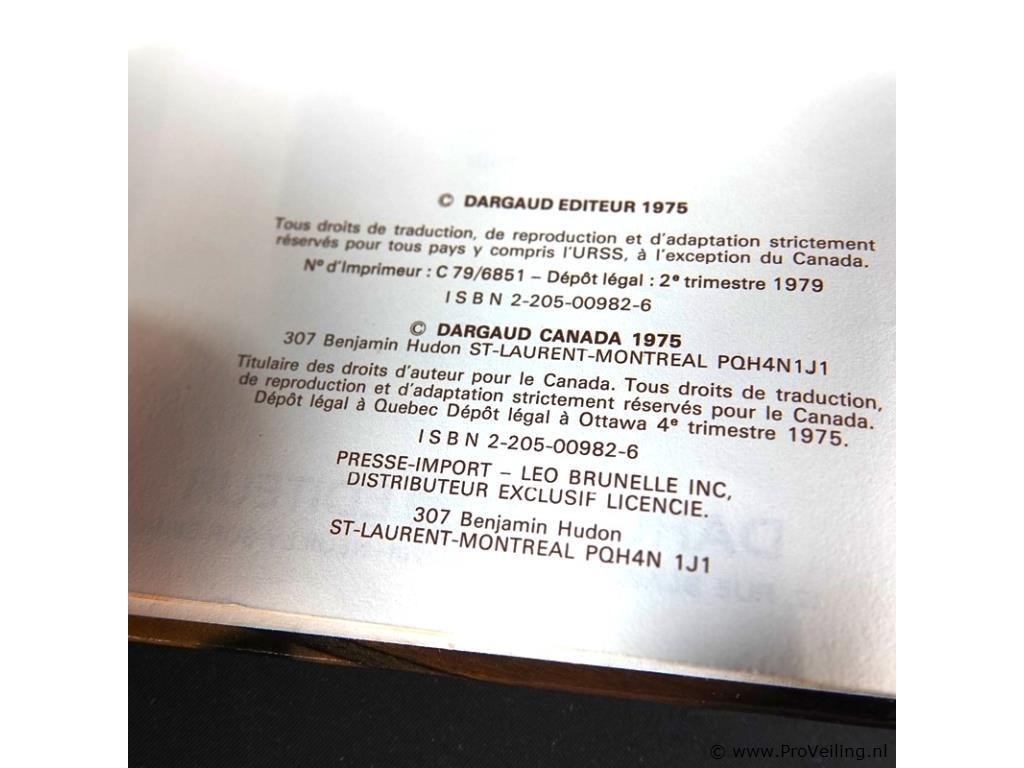 © DARGAUD EDITEUR 1975
Tous droits de traduction, de reproduction et d'adaptation strictement
réservés pour tous pays y compris l'URSS, à l'exception du Canada.
N° d'Imprimeur : C 79/6851 – Dépôt légal : 2e trimestre 1979
ISBN 2-205-00982-6
© DARGAUD CANADA 1975
307 Benjamin Hudon ST-LAURENT-MONTREAL PQH4N1J1
Titulaire des droits d'auteur pour le Canada. Tous droits de traduction,
de reproduction et d'adaptation strictement réservés pour le Canada.
Dépôt légal à Quebec Dépôt légal à Ottawa 4e trimestre 1975.
ISBN 2-205-00982-6
PRESSE-IMPORT – LEO BRUNELLE INC,
DISTRIBUTEUR EXCLUSIF LICENCIE.
307 Benjamin Hudon
ST-LAURENT-MONTREAL PQH4N 1J1
© www.ProVeiling.nl